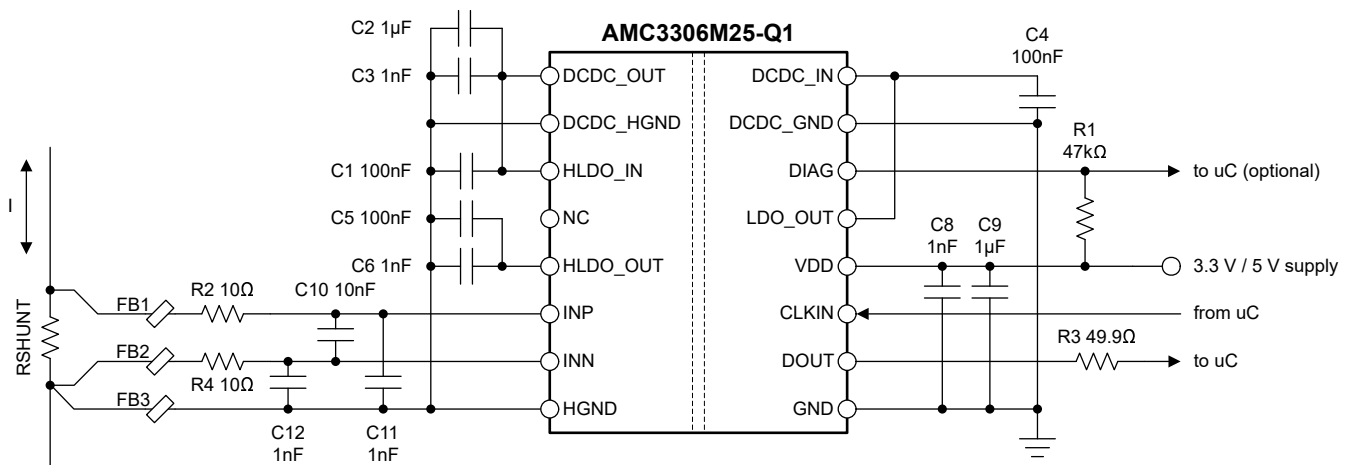 AMC3306M25-Q1
C2 1µF
C3 1nF
C1 100nF
C5 100nF
C6 1nF
DCDC_OUT
DCDC_HGND
HLDO_IN
NC
HLDO_OUT
INP
INN
HGND
DCDC_IN
DCDC_GND
DIAG
LDO_OUT
VDD
CLKIN
DOUT
GND
C4
100nF
R1
47kΩ
to uC (optional)
C8
1nF
C9
1µF
3.3 V / 5 V supply
from uC
R3 49.9Ω
to uC
I
RSHUNT
FB1
R2 10Ω
C10 10nF
FB2
R4 10Ω
FB3
C12
1nF
C11
1nF